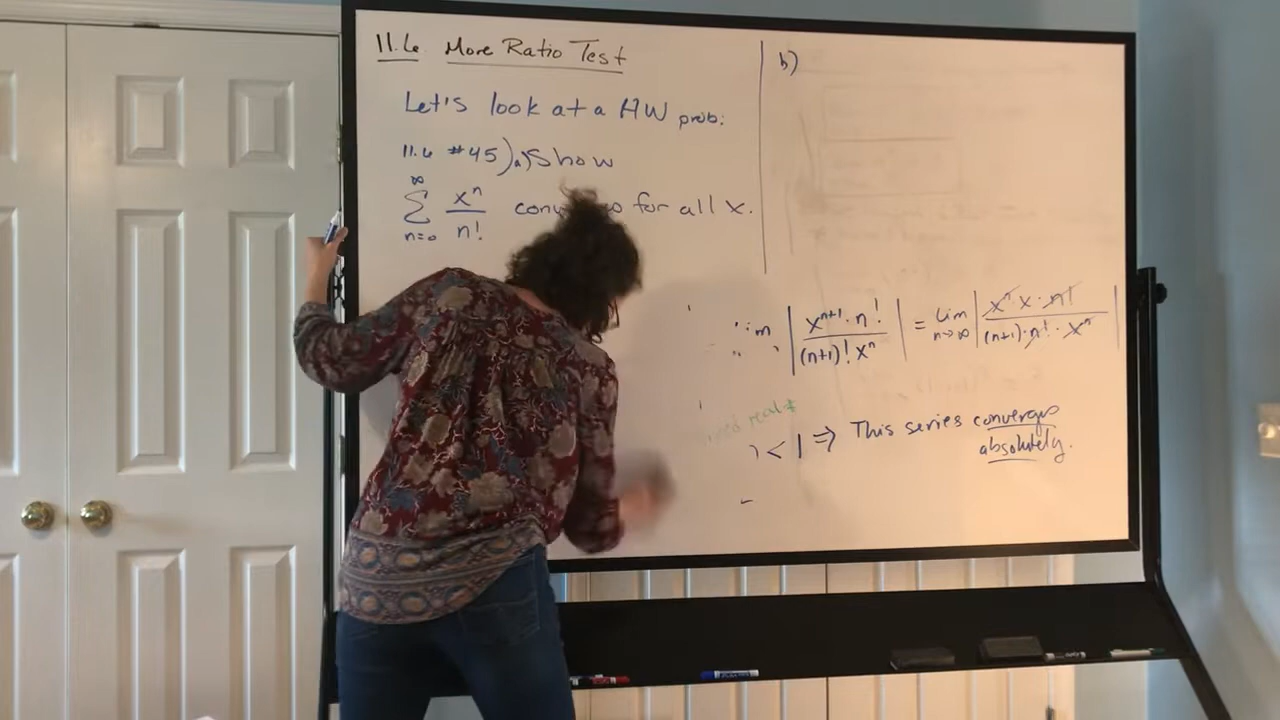 11.6 More Ratio Test
Let's look at a HW prob:
11.6 #45) a) Show
∞
∑ xⁿ/n! for all x.
n=0
b)
|xⁿ⁺¹·n! / (n+1)! xⁿ| = lim n→∞ |xⁿ x·n! / (n+1)·n!·xⁿ|
real #
< 1 ⇒ This series converges
absolutely.